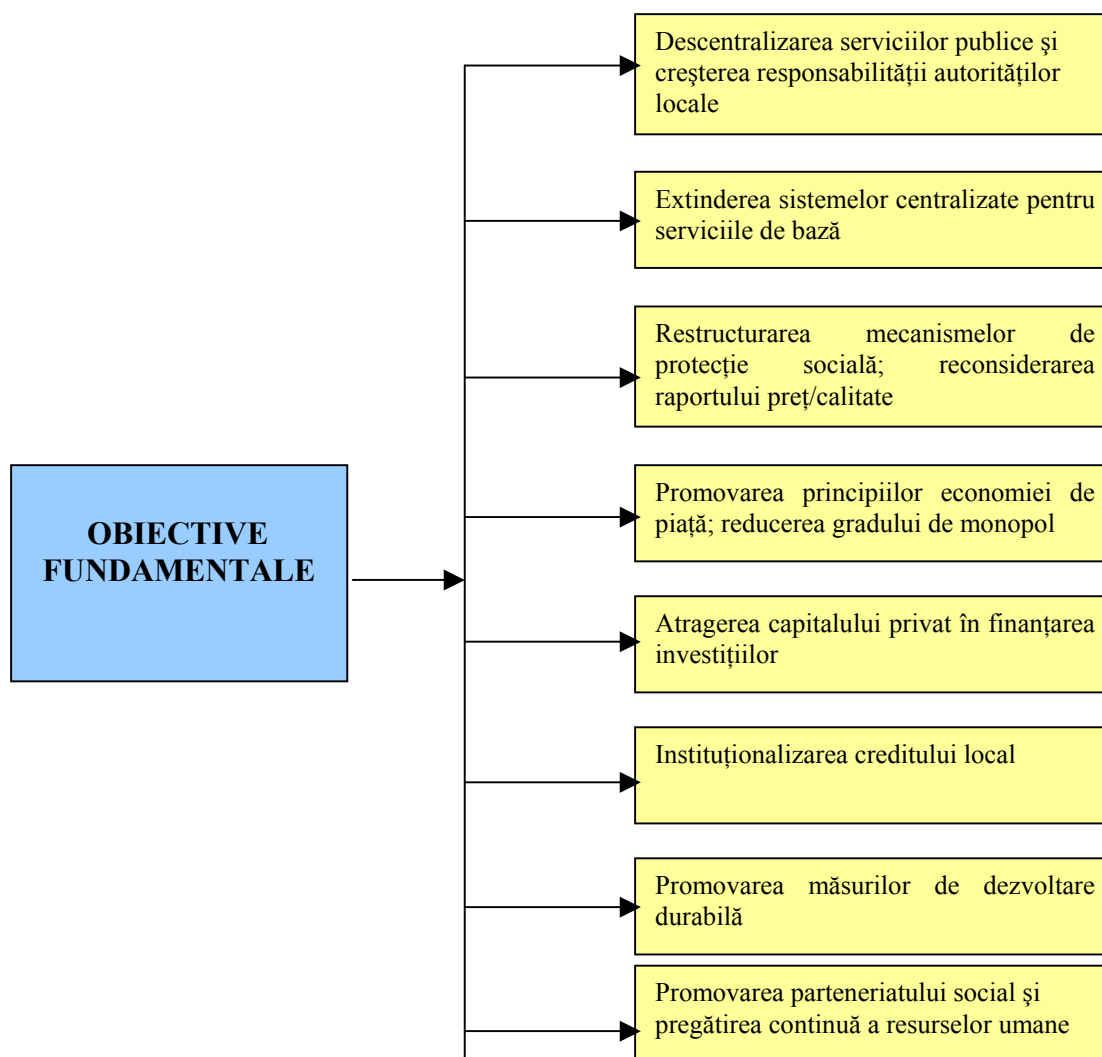 Descentralizarea serviciilor publice şi
creşterea responsabilităţii autorităţilor
locale
Extinderea sistemelor centralizate pentru
serviciile de bază
Restructurarea mecanismelor de
protecţie socială; reconsiderarea
raportului preţ/calitate
Promovarea principiilor economiei de
piaţă; reducerea gradului de monopol
OBIECTIVE
FUNDAMENTALE
Atragerea capitalului privat în finanţarea
investiţiilor
Instituţionalizarea creditului local
Promovarea măsurilor de dezvoltare
durabilă
Promovarea parteneriatului social şi
pregătirea continuă a resurselor umane